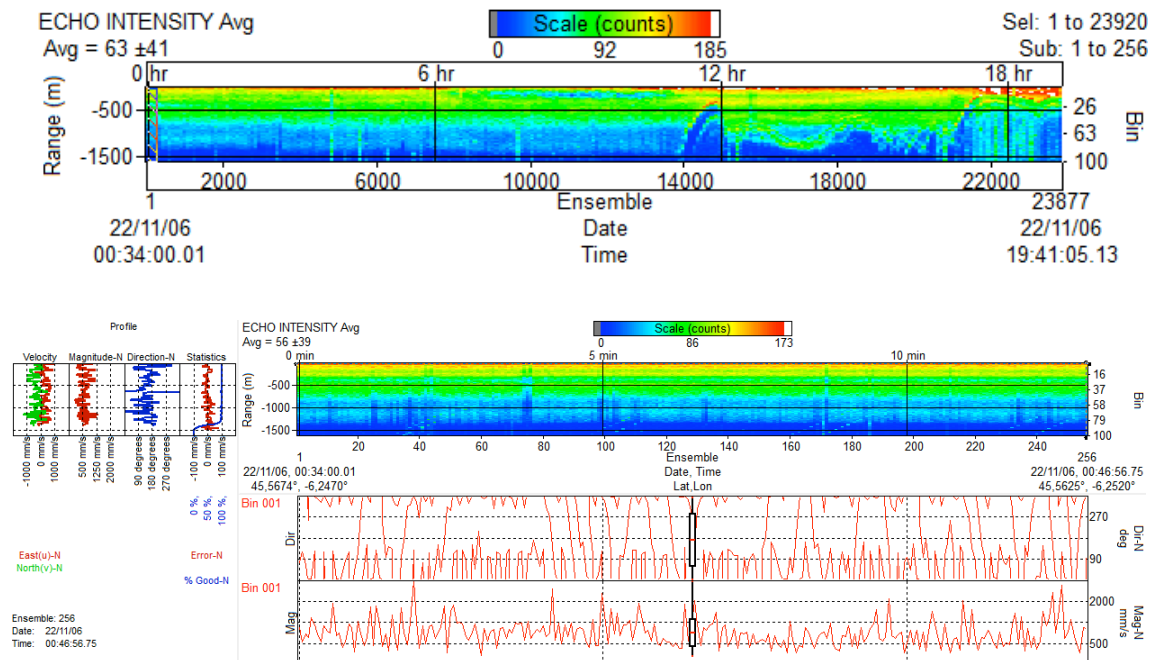 ECHO INTENSITY Avg
Avg = 63 ±41
Scale (counts)
0 92 185
Sel: 1 to 23920
Sub: 1 to 256
0 hr 6 hr 12 hr 18 hr
Range (m)
-500
-1500
26
63
100
Bin
2000 6000 10000 14000 18000 22000
1 Ensemble 23877
22/11/06 Date 22/11/06
00:34:00.01 Time 19:41:05.13
Profile
Velocity Magnitude-N Direction-N Statistics
-1000 mm/s
0 mm/s
1000 mm/s
500 mm/s
1250 mm/s
2000 mm/s
90 degrees
180 degrees
270 degrees
-100 mm/s
0 mm/s
100 mm/s
0 %,
50 %,
100 %,
East(u)-N
North(v)-N
Error-N
% Good-N
Ensemble: 256
Date: 22/11/06
Time: 00:46:56.75
ECHO INTENSITY Avg
Avg = 56 ±39
Scale (counts)
0 86 173
0 min 5 min 10 min
Range (m)
-500
-1000
-1500
16
37
58
79
100
Bin
20 40 60 80 100 120 140 160 180 200 220 240
1 Ensemble 256
22/11/06, 00:34:00.01 Date, Time 22/11/06, 00:46:56.75
45,5674°, -6,2470° Lat,Lon 45,5625°, -6,2520°
Bin 001
Dir
270
90
Dir-N
deg
Bin 001
Mag
2000
500
Mag-N
mm/s